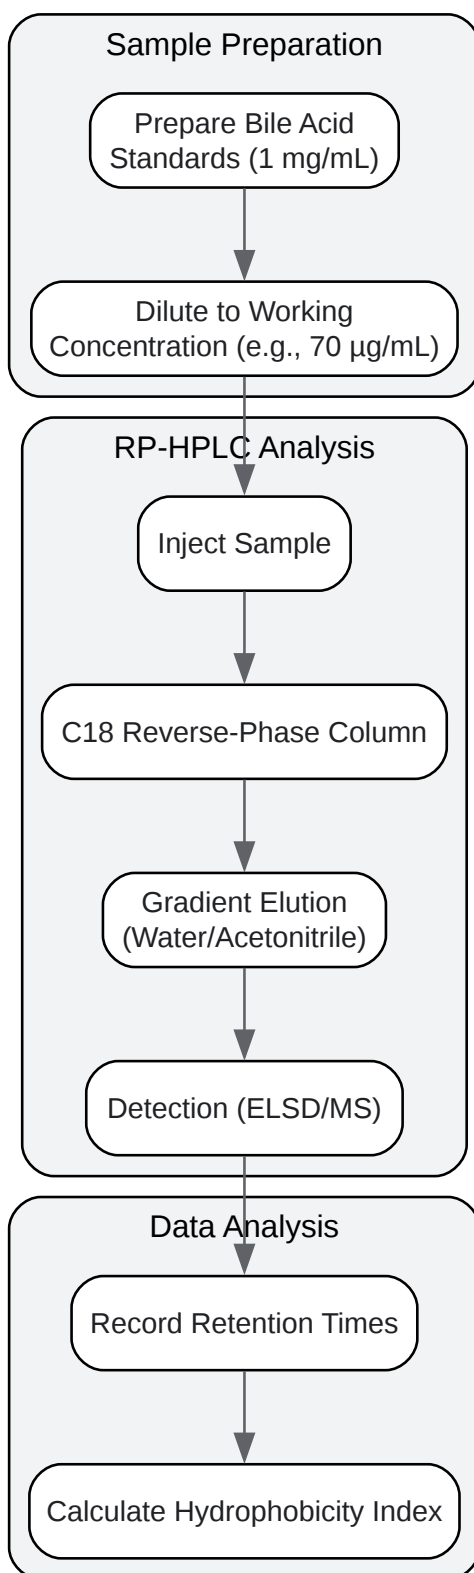 Sample Preparation
Prepare Bile Acid
Standards (1 mg/mL)
Dilute to Working
Concentration (e.g., 70 µg/mL)
RP-HPLC Analysis
Inject Sample
C18 Reverse-Phase Column
Gradient Elution
(Water/Acetonitrile)
Detection (ELSD/MS)
Data Analysis
Record Retention Times
Calculate Hydrophobicity Index